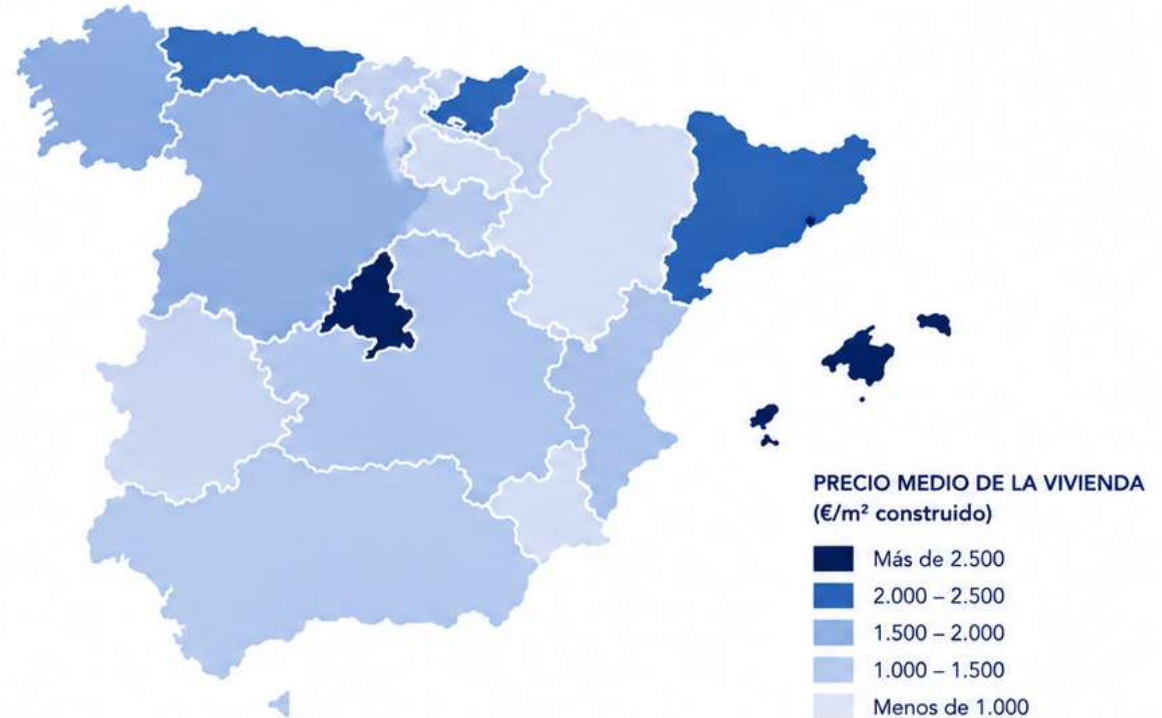 PRECIO MEDIO DE LA VIVIENDA
(€/m² construido)
Más de 2.500
2.000 – 2.500
1.500 – 2.000
1.000 – 1.500
Menos de 1.000